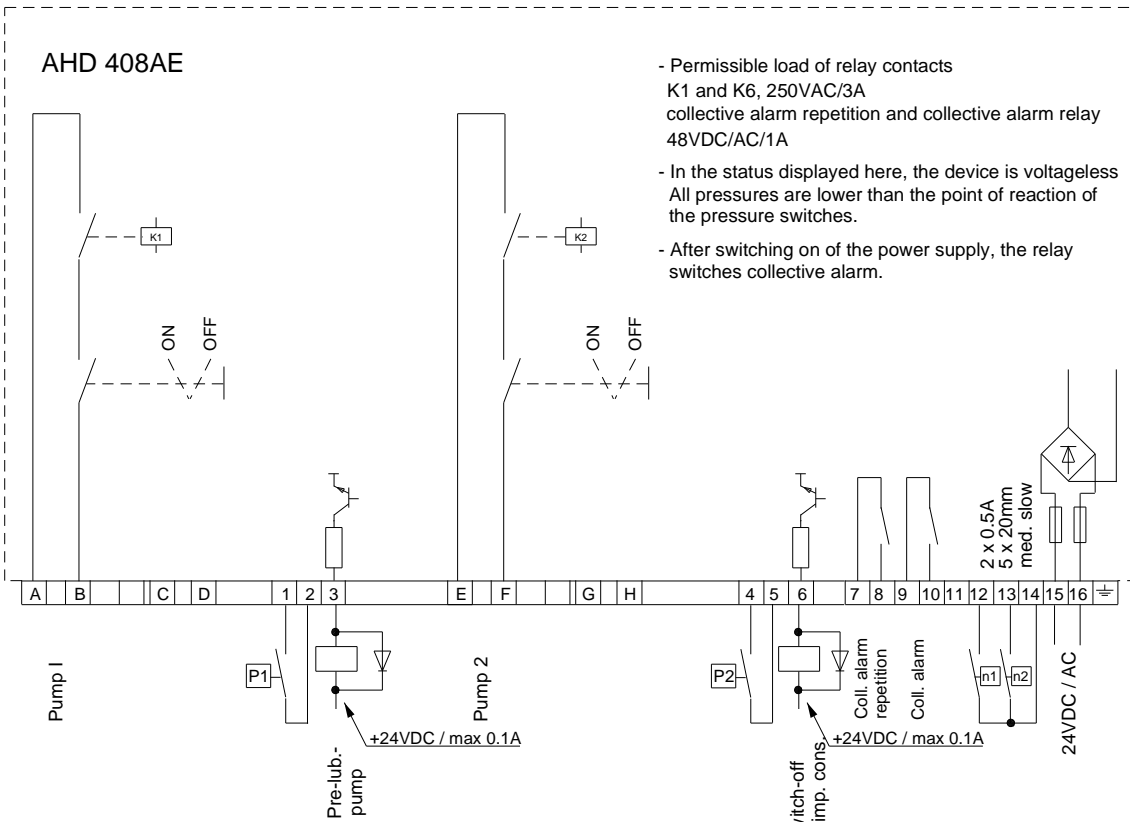 AHD 408AE
- Permissible load of relay contacts
K1 and K6, 250VAC/3A
collective alarm repetition and collective alarm relay
48VDC/AC/1A
- In the status displayed here, the device is voltageless
All pressures are lower than the point of reaction of
the pressure switches.
- After switching on of the power supply, the relay
switches collective alarm.
K1
K2
ON
OFF
ON
OFF
2 x 0.5A
5 x 20mm
med. slow
A B C D 1 2 3 E F G H 4 5 6 7 8 9 10 11 12 13 14 15 16
Pump I
P1
+24VDC / max 0.1A
Pre-lub.-
pump
Pump 2
P2
+24VDC / max 0.1A
imp. cons.
Coll. alarm
repetition
Coll. alarm
n1
n2
24VDC / AC